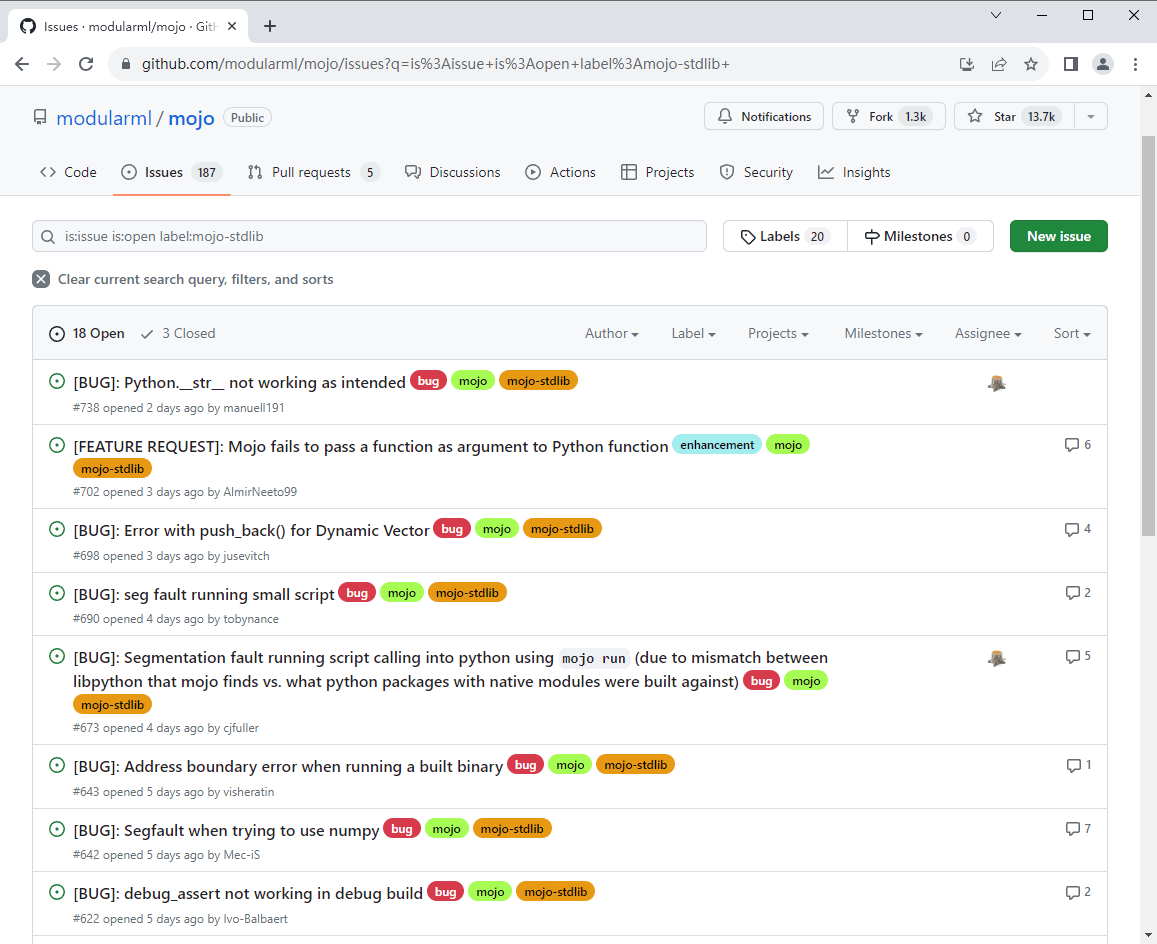 Issues · modularml/mojo · Git
github.com/modularml/mojo/issues?q=is%3Aissue+is%3Aopen+label%3Amojo-stdlib+
modularml / mojo Public
Notifications Fork 1.3k Star 13.7k
Code Issues 187 Pull requests 5 Discussions Actions Projects Security Insights
is:issue is:open label:mojo-stdlib Labels 20 Milestones 0 New issue
Clear current search query, filters, and sorts
18 Open 3 Closed Author Label Projects Milestones Assignee Sort
[BUG]: Python.__str__ not working as intended bug mojo mojo-stdlib
#738 opened 2 days ago by manuell191
[FEATURE REQUEST]: Mojo fails to pass a function as argument to Python function enhancement mojo 6
mojo-stdlib
#702 opened 3 days ago by AlmirNeeto99
[BUG]: Error with push_back() for Dynamic Vector bug mojo mojo-stdlib 4
#698 opened 3 days ago by jusevitch
[BUG]: seg fault running small script bug mojo mojo-stdlib 2
#690 opened 4 days ago by tobynance
[BUG]: Segmentation fault running script calling into python using mojo run (due to mismatch between 5
libpython that mojo finds vs. what python packages with native modules were built against) bug mojo
mojo-stdlib
#673 opened 4 days ago by cjfuller
[BUG]: Address boundary error when running a built binary bug mojo mojo-stdlib 1
#643 opened 5 days ago by visheratin
[BUG]: Segfault when trying to use numpy bug mojo mojo-stdlib 7
#642 opened 5 days ago by Mec-iS
[BUG]: debug_assert not working in debug build bug mojo mojo-stdlib 2
#622 opened 5 days ago by Ivo-Balbaert